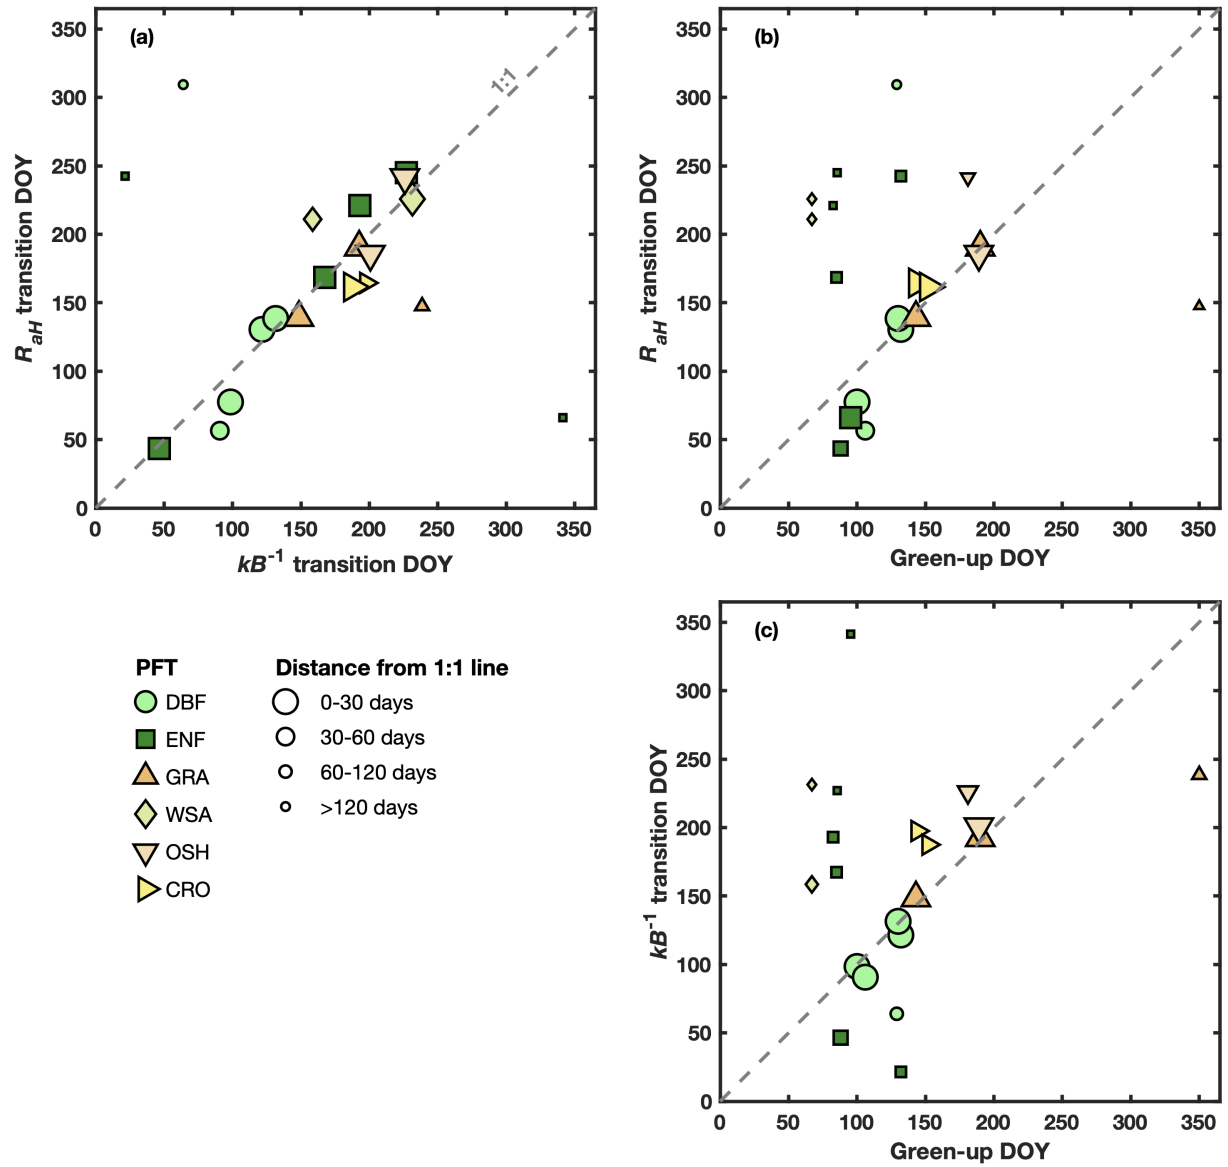 (a)
1:1
350
300
250
200
150
100
50
0
R_aH transition DOY
0 50 100 150 200 250 300 350
kB⁻¹ transition DOY
(b)
350
300
250
200
150
100
50
0
R_aH transition DOY
0 50 100 150 200 250 300 350
Green-up DOY
PFT
DBF
ENF
GRA
WSA
OSH
CRO
Distance from 1:1 line
0-30 days
30-60 days
60-120 days
>120 days
(c)
350
300
250
200
150
100
50
0
kB⁻¹ transition DOY
0 50 100 150 200 250 300 350
Green-up DOY